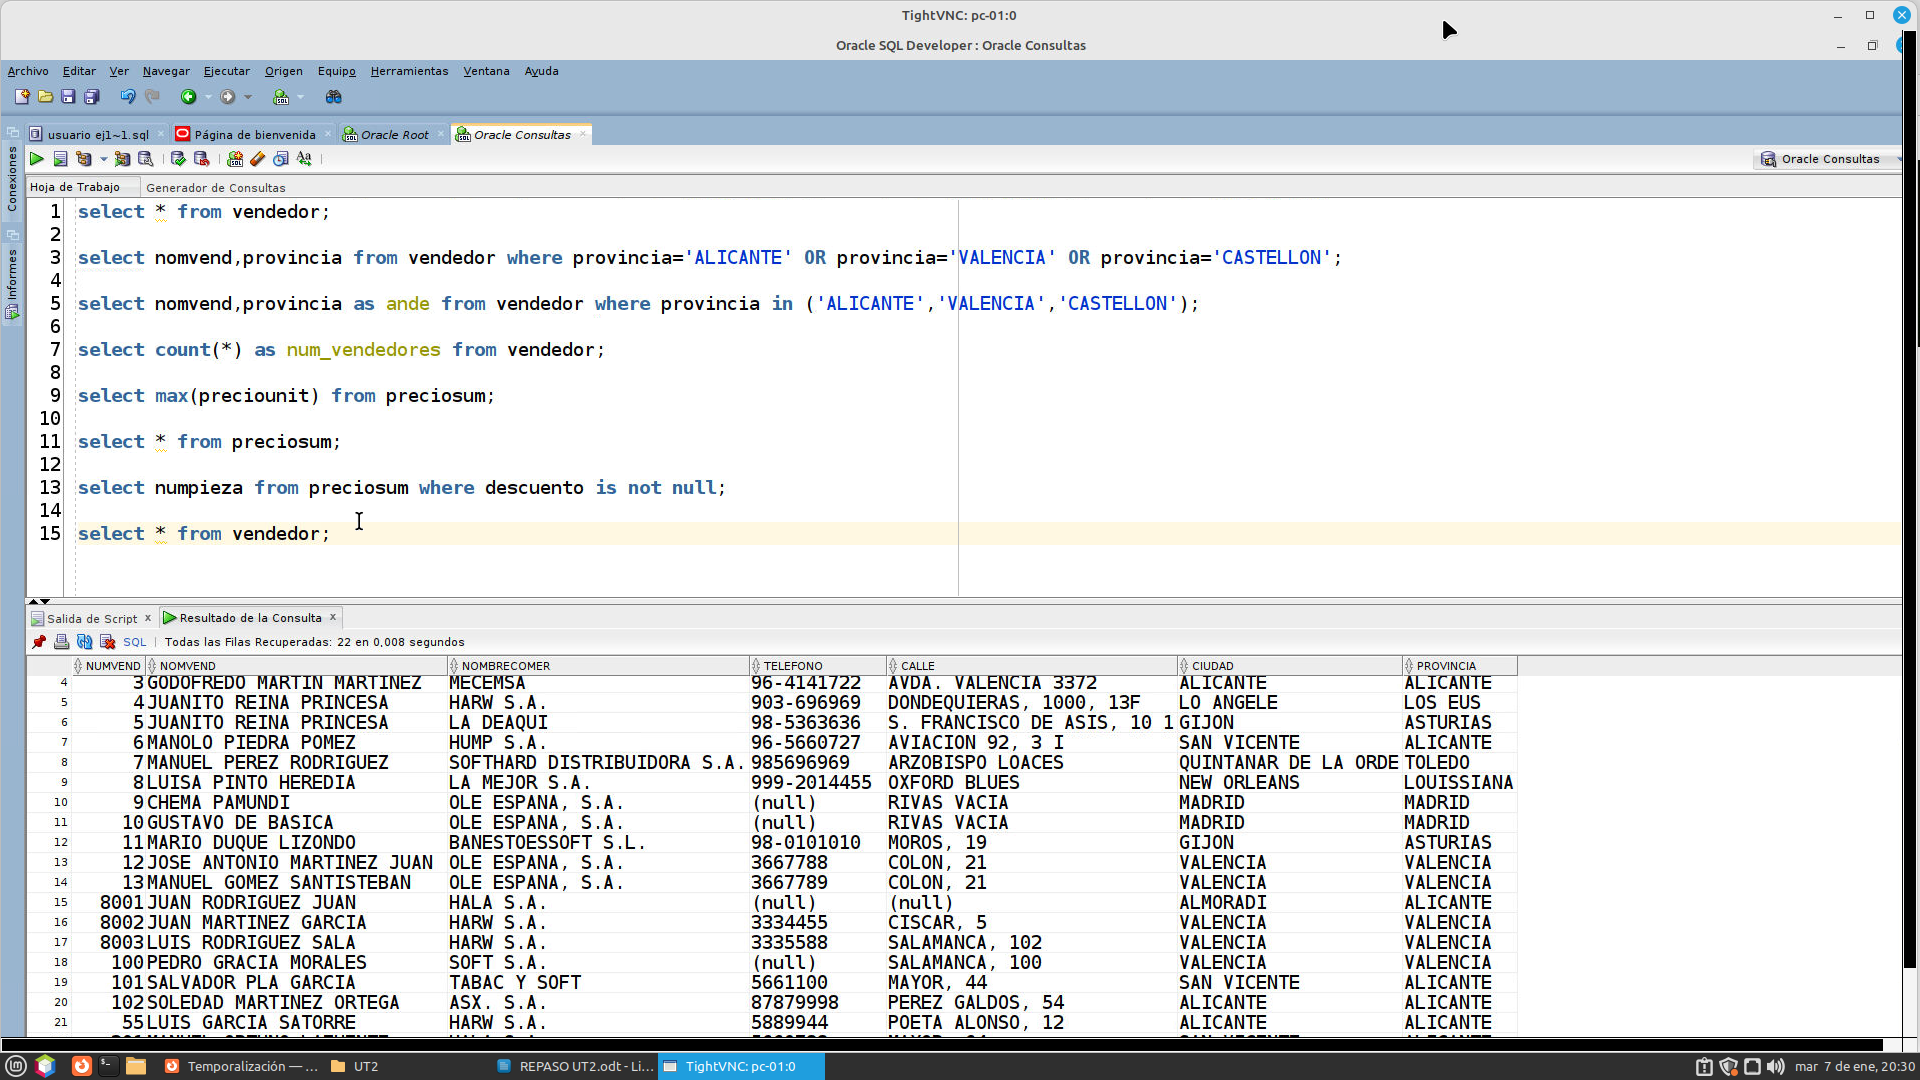 TightVNC: pc-01:0
Oracle SQL Developer : Oracle Consultas
Archivo Editar Ver Navegar Ejecutar Origen Equipo Herramientas Ventana Ayuda
usuario ej1~1.sql Página de bienvenida Oracle Root Oracle Consultas
Oracle Consultas
Conexiones
Informes
Hoja de Trabajo Generador de Consultas
1 select * from vendedor;
2
3 select nomvend,provincia from vendedor where provincia='ALICANTE' OR provincia='VALENCIA' OR provincia='CASTELLON';
4
5 select nomvend,provincia as ande from vendedor where provincia in ('ALICANTE','VALENCIA','CASTELLON');
6
7 select count(*) as num_vendedores from vendedor;
8
9 select max(preciounit) from preciosum;
10
11 select * from preciosum;
12
13 select numpieza from preciosum where descuento is not null;
14
15 select * from vendedor;
Salida de Script x Resultado de la Consulta x
SQL | Todas las Filas Recuperadas: 22 en 0,008 segundos
NUMVEND NOMVEND NOMBRECOMER TELEFONO CALLE CIUDAD PROVINCIA
4 3 GODOFREDO MARTIN MARTINEZ MECEMSA 96-4141722 AVDA. VALENCIA 3372 ALICANTE ALICANTE
5 4 JUANITO REINA PRINCESA HARW S.A. 903-696969 DONDEQUIERAS, 1000, 13F LO ANGELE LOS EUS
6 5 JUANITO REINA PRINCESA LA DEAQUI 98-5363636 S. FRANCISCO DE ASIS, 10 1 GIJON ASTURIAS
7 6 MANOLO PIEDRA POMEZ HUMP S.A. 96-5660727 AVIACION 92, 3 I SAN VICENTE ALICANTE
8 7 MANUEL PEREZ RODRIGUEZ SOFTHARD DISTRIBUIDORA S.A. 985696969 ARZOBISPO LOACES QUINTANAR DE LA ORDE TOLEDO
9 8 LUISA PINTO HEREDIA LA MEJOR S.A. 999-2014455 OXFORD BLUES NEW ORLEANS LOUISSIANA
10 9 CHEMA PAMUNDI OLE ESPANA, S.A. (null) RIVAS VACIA MADRID MADRID
11 10 GUSTAVO DE BASICA OLE ESPANA, S.A. (null) RIVAS VACIA MADRID MADRID
12 11 MARIO DUQUE LIZONDO BANESTOESSOFT S.L. 98-0101010 MOROS, 19 GIJON ASTURIAS
13 12 JOSE ANTONIO MARTINEZ JUAN OLE ESPANA, S.A. 3667788 COLON, 21 VALENCIA VALENCIA
14 13 MANUEL GOMEZ SANTISTEBAN OLE ESPANA, S.A. 3667789 COLON, 21 VALENCIA VALENCIA
15 8001 JUAN RODRIGUEZ JUAN HALA S.A. (null) (null) ALMORADI ALICANTE
16 8002 JUAN MARTINEZ GARCIA HARW S.A. 3334455 CISCAR, 5 VALENCIA VALENCIA
17 8003 LUIS RODRIGUEZ SALA HARW S.A. 3335588 SALAMANCA, 102 VALENCIA VALENCIA
18 100 PEDRO GRACIA MORALES SOFT S.A. (null) SALAMANCA, 100 VALENCIA VALENCIA
19 101 SALVADOR PLA GARCIA TABAC Y SOFT 5661100 MAYOR, 44 SAN VICENTE ALICANTE
20 102 SOLEDAD MARTINEZ ORTEGA ASX. S.A. 87879998 PEREZ GALDOS, 54 ALICANTE ALICANTE
21 55 LUIS GARCIA SATORRE HARW S.A. 5889944 POETA ALONSO, 12 ALICANTE ALICANTE
Temporalización — ... UT2 REPASO UT2.odt - Li... TightVNC: pc-01:0 mar 7 de ene, 20:30